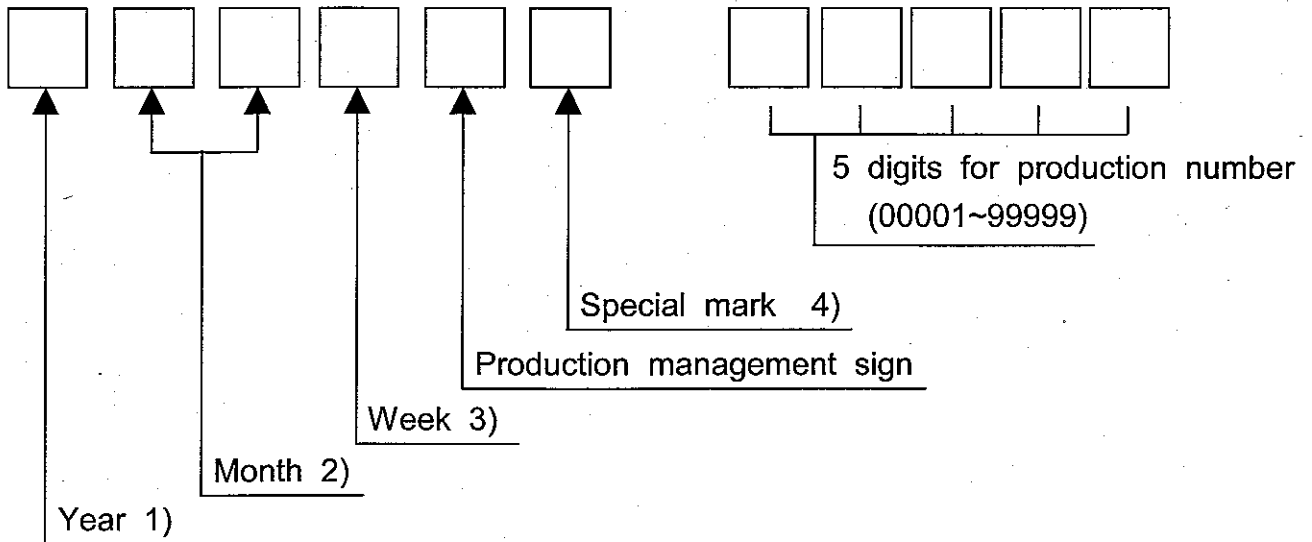 5 digits for production number
(00001~99999)
Special mark 4)
Production management sign
Week 3)
Month 2)
Year 1)